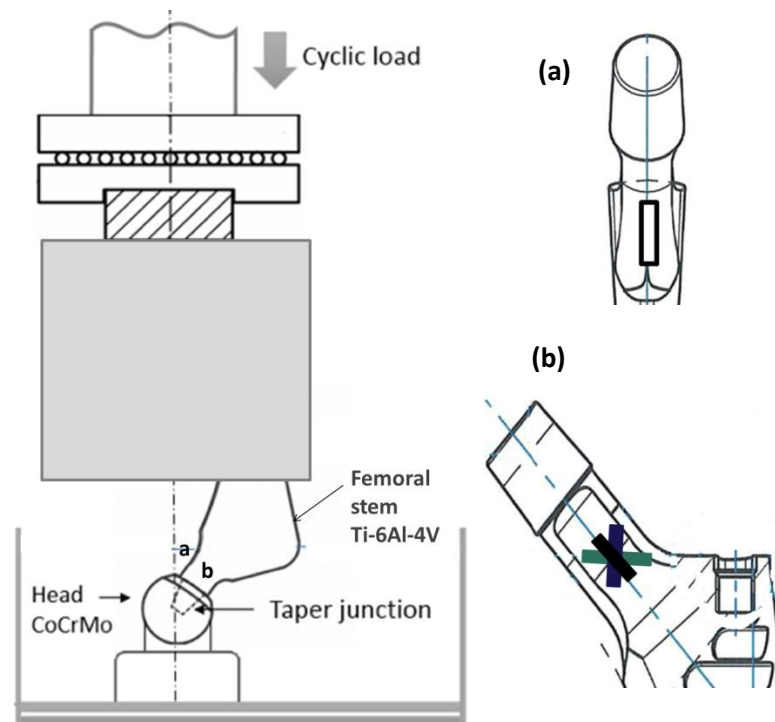 Cyclic load
(a)
(b)
Femoral
stem
Ti-6Al-4V
a
b
Head
CoCrMo
Taper junction